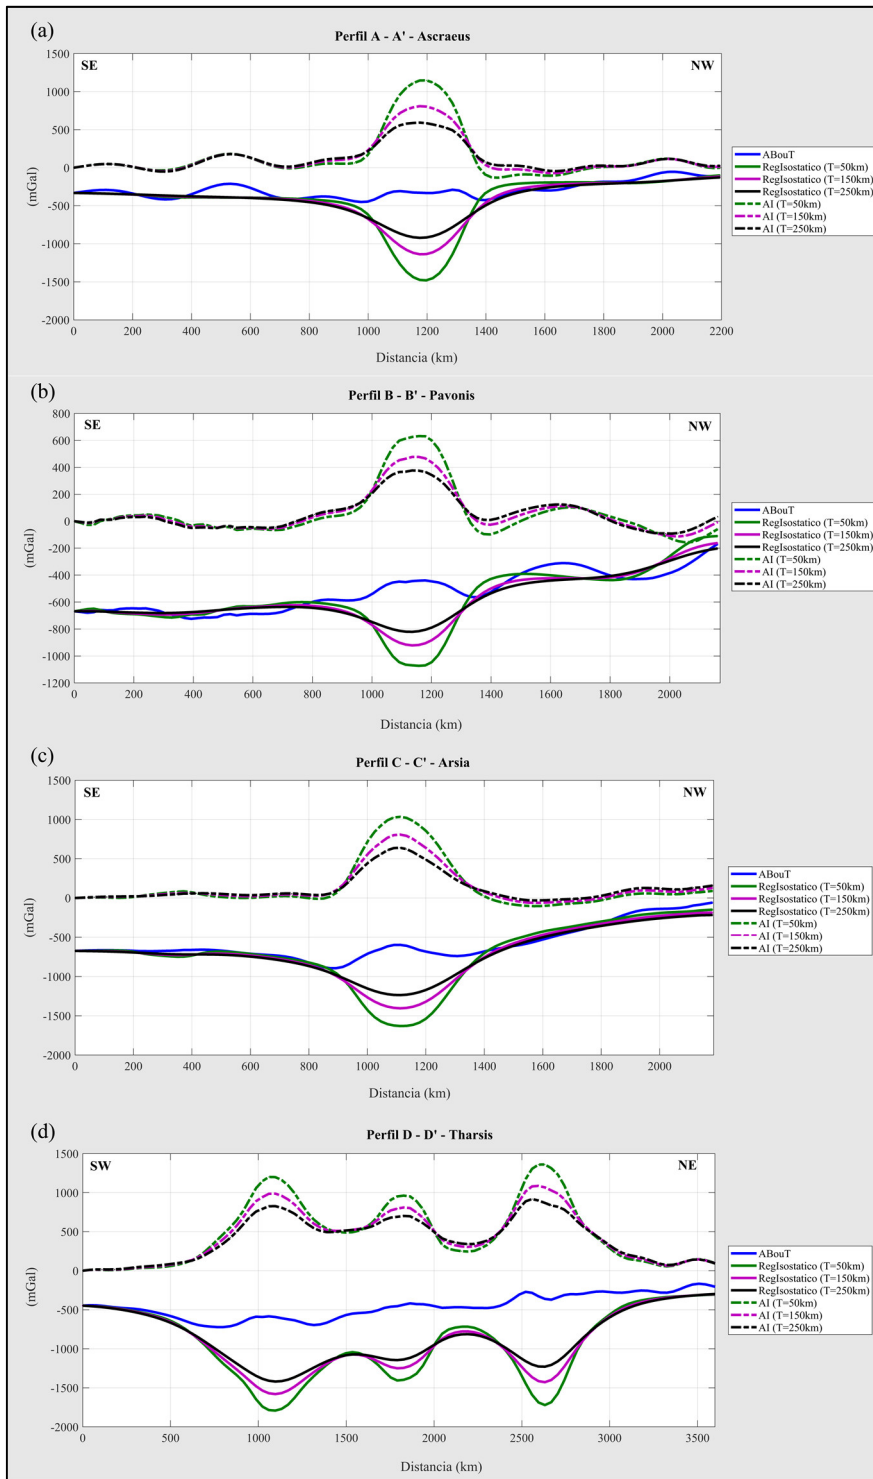 (a)
Perfil A - A' - Ascraeus
SE
NW
1500
1000
500
0
-500
-1000
-1500
-2000
(mGal)
0 200 400 600 800 1000 1200 1400 1600 1800 2000 2200
Distancia (km)
ABouT
RegIsostatico (T=50km)
RegIsostatico (T=150km)
RegIsostatico (T=250km)
AI (T=50km)
AI (T=150km)
AI (T=250km)
(b)
Perfil B - B' - Pavonis
SE
NW
800
600
400
200
0
-200
-400
-600
-800
-1000
-1200
(mGal)
0 200 400 600 800 1000 1200 1400 1600 1800 2000
Distancia (km)
ABouT
RegIsostatico (T=50km)
RegIsostatico (T=150km)
RegIsostatico (T=250km)
AI (T=50km)
AI (T=150km)
AI (T=250km)
(c)
Perfil C - C' - Arsia
SE
NW
1500
1000
500
0
-500
-1000
-1500
-2000
(mGal)
0 200 400 600 800 1000 1200 1400 1600 1800 2000
Distancia (km)
ABouT
RegIsostatico (T=50km)
RegIsostatico (T=150km)
RegIsostatico (T=250km)
AI (T=50km)
AI (T=150km)
AI (T=250km)
(d)
Perfil D - D' - Tharsis
SW
NE
1500
1000
500
0
-500
-1000
-1500
-2000
(mGal)
0 500 1000 1500 2000 2500 3000 3500
Distancia (km)
ABouT
RegIsostatico (T=50km)
RegIsostatico (T=150km)
RegIsostatico (T=250km)
AI (T=50km)
AI (T=150km)
AI (T=250km)